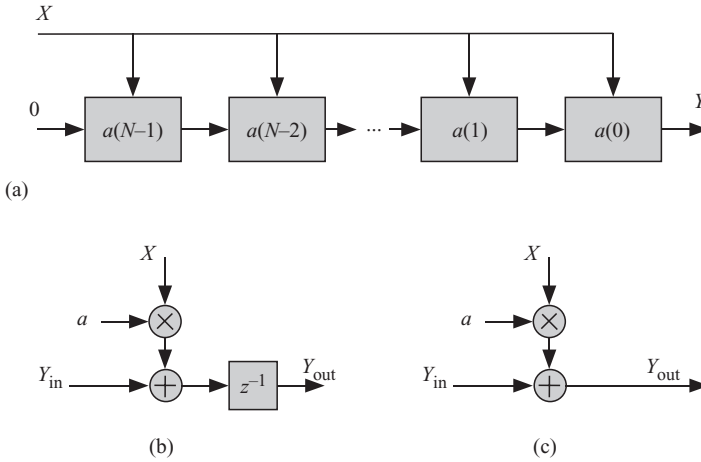 X
0
a(N–1)
a(N–2)
...
a(1)
a(0)
Y
(a)
X
a
×
Y_in
+
z^–1
Y_out
(b)
X
a
×
Y_in
+
Y_out
(c)